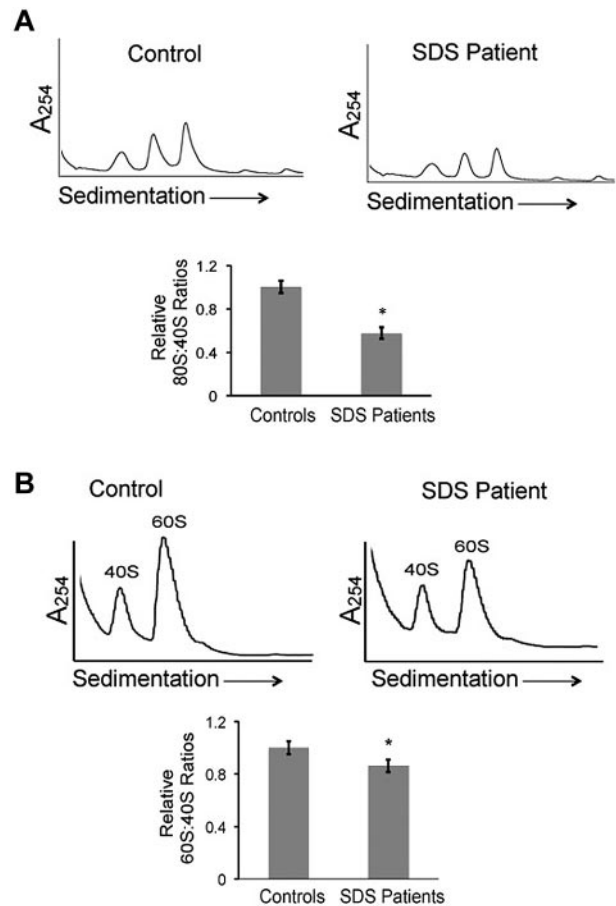 A
Control
SDS Patient
A254
Sedimentation
A254
Sedimentation
Relative
80S:40S Ratios
1.2
0.8
0.4
0
*
Controls
SDS Patients
B
Control
SDS Patient
A254
40S
60S
Sedimentation
A254
40S
60S
Sedimentation
Relative
60S:40S Ratios
1.2
0.8
0.4
0
*
Controls
SDS Patients